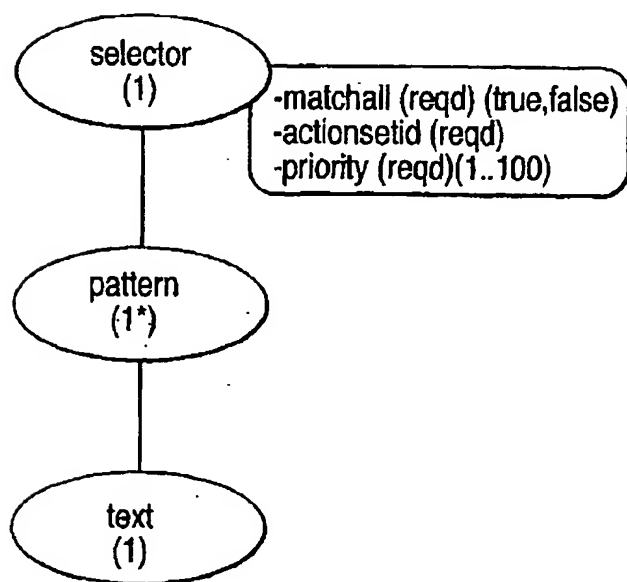 selector
(1)
-matchall (reqd) (true,false)
-actionsetid (reqd)
-priority (reqd)(1..100)
pattern
(1*)
text
(1)